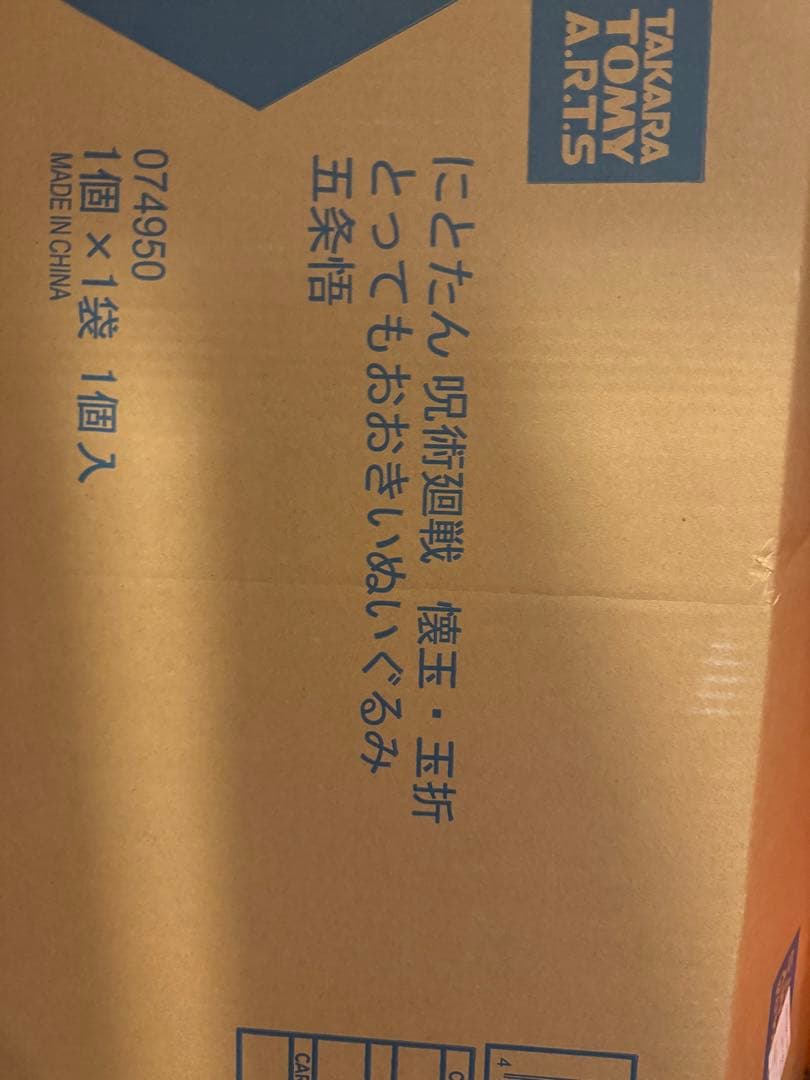 TAKARA
TOMY
A.R.T.S
にとたん 呪術廻戦 懐玉・玉折
とってもおおきいぬいぐるみ
五条悟
074950
1個×1袋 1個入
MADE IN CHINA
4